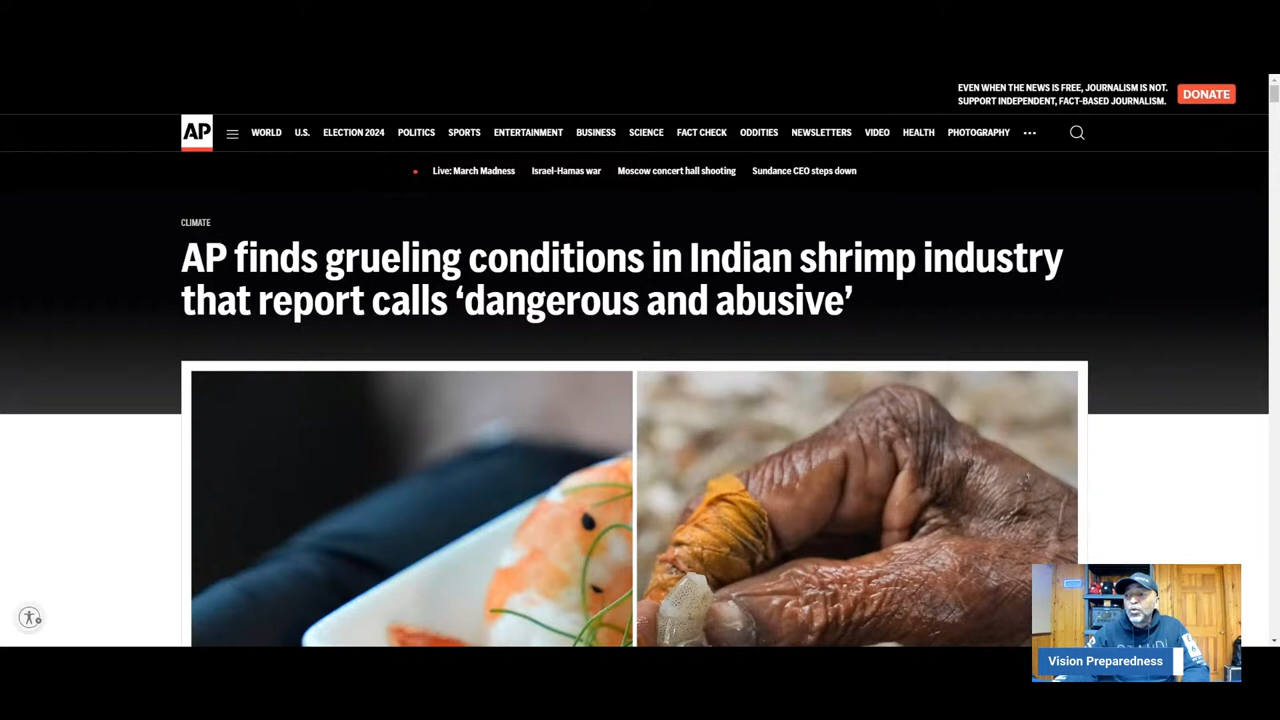 EVEN WHEN THE NEWS IS FREE, JOURNALISM IS NOT.
SUPPORT INDEPENDENT, FACT-BASED JOURNALISM.
DONATE
AP
WORLD U.S. ELECTION 2024 POLITICS SPORTS ENTERTAINMENT BUSINESS SCIENCE FACT CHECK ODDITIES NEWSLETTERS VIDEO HEALTH PHOTOGRAPHY
Live: March Madness Israel-Hamas war Moscow concert hall shooting Sundance CEO steps down
CLIMATE
AP finds grueling conditions in Indian shrimp industry
that report calls ‘dangerous and abusive’
Vision Preparedness